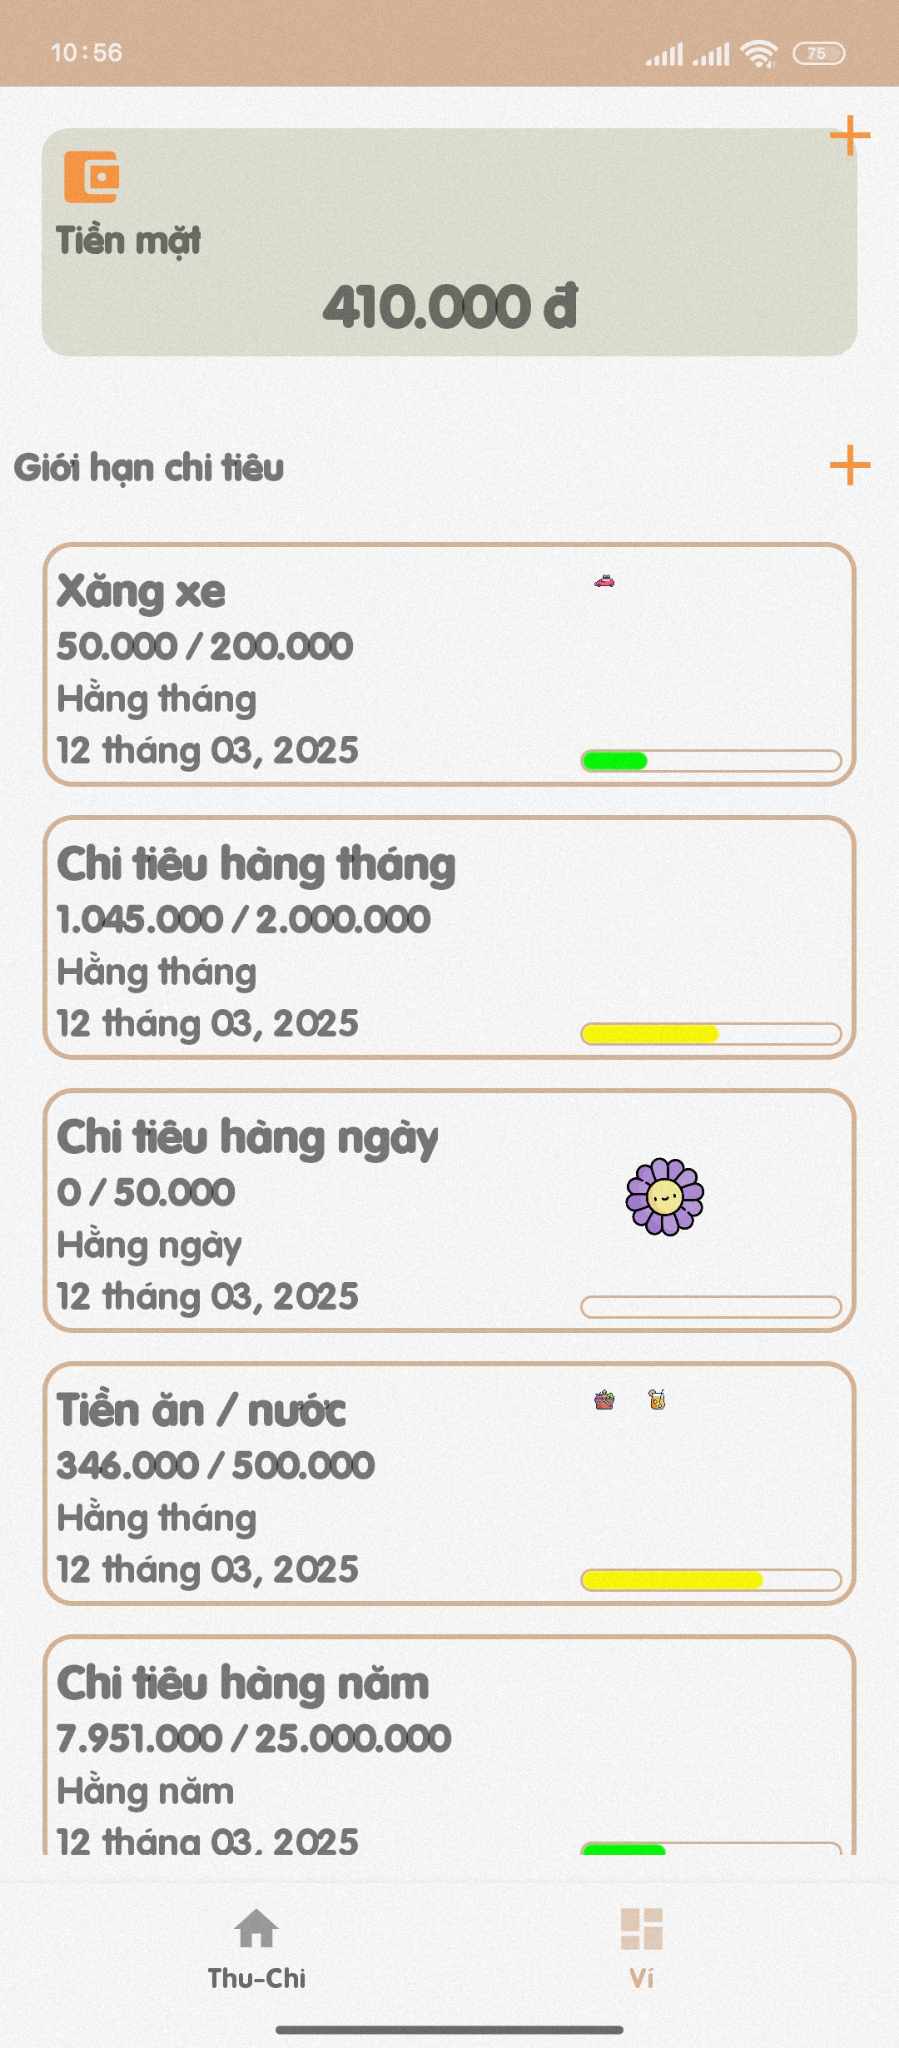 10:56
75
Tiền mặt
410.000 đ
Giới hạn chi tiêu
Xăng xe
50.000 / 200.000
Hằng tháng
12 tháng 03, 2025
Chi tiêu hàng tháng
1.045.000 / 2.000.000
Hằng tháng
12 tháng 03, 2025
Chi tiêu hàng ngày
0 / 50.000
Hằng ngày
12 tháng 03, 2025
Tiền ăn / nước
346.000 / 500.000
Hằng tháng
12 tháng 03, 2025
Chi tiêu hàng năm
7.951.000 / 25.000.000
Hằng năm
12 tháng 03, 2025
Thu-Chi
Ví